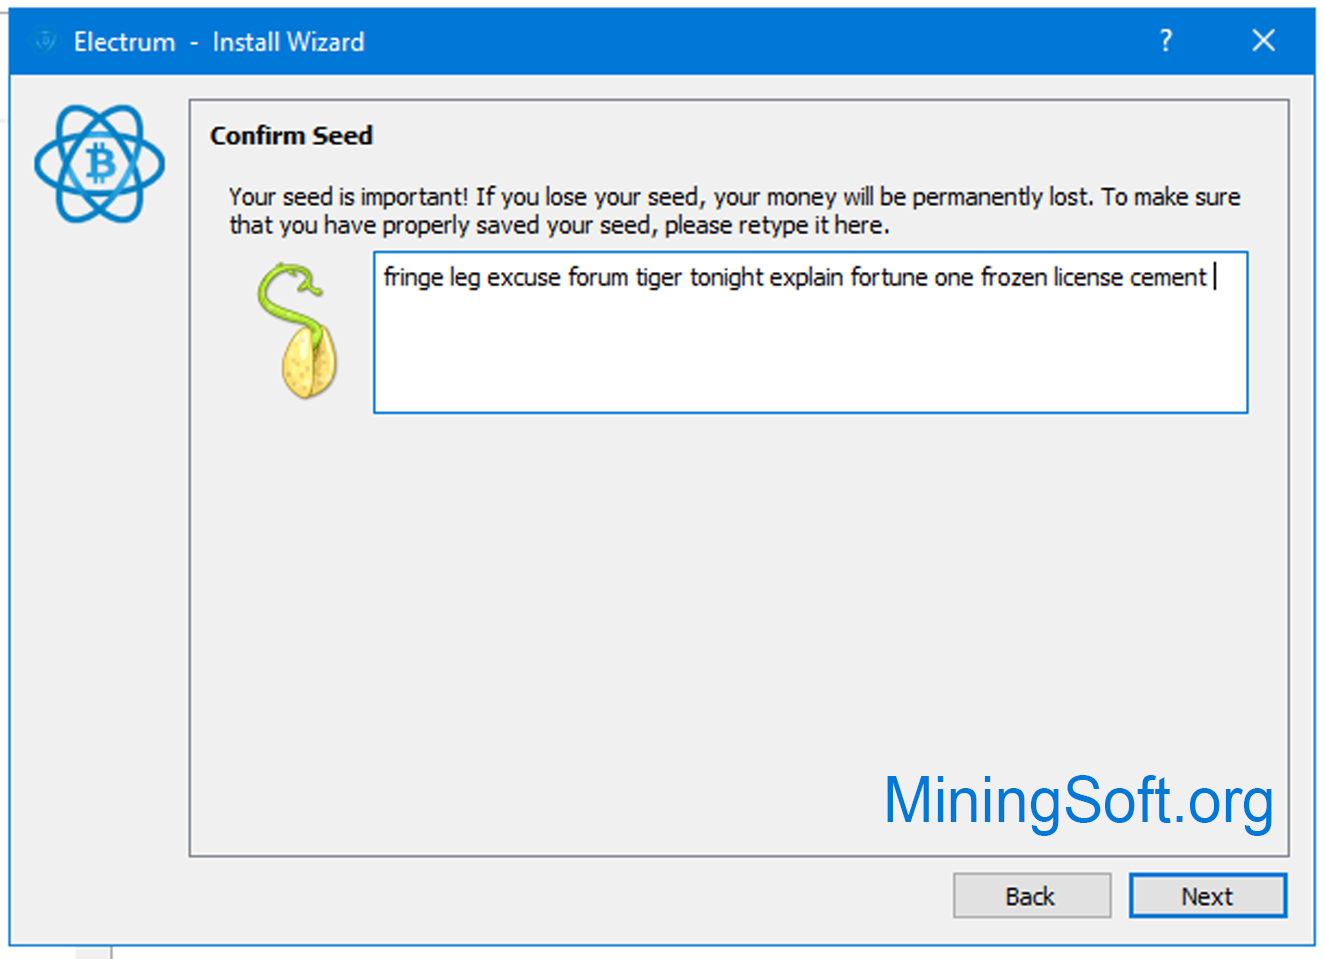 Electrum - Install Wizard
?
Confirm Seed
Your seed is important! If you lose your seed, your money will be permanently lost. To make sure
that you have properly saved your seed, please retype it here.
fringe leg excuse forum tiger tonight explain fortune one frozen license cement
MiningSoft.org
Back
Next